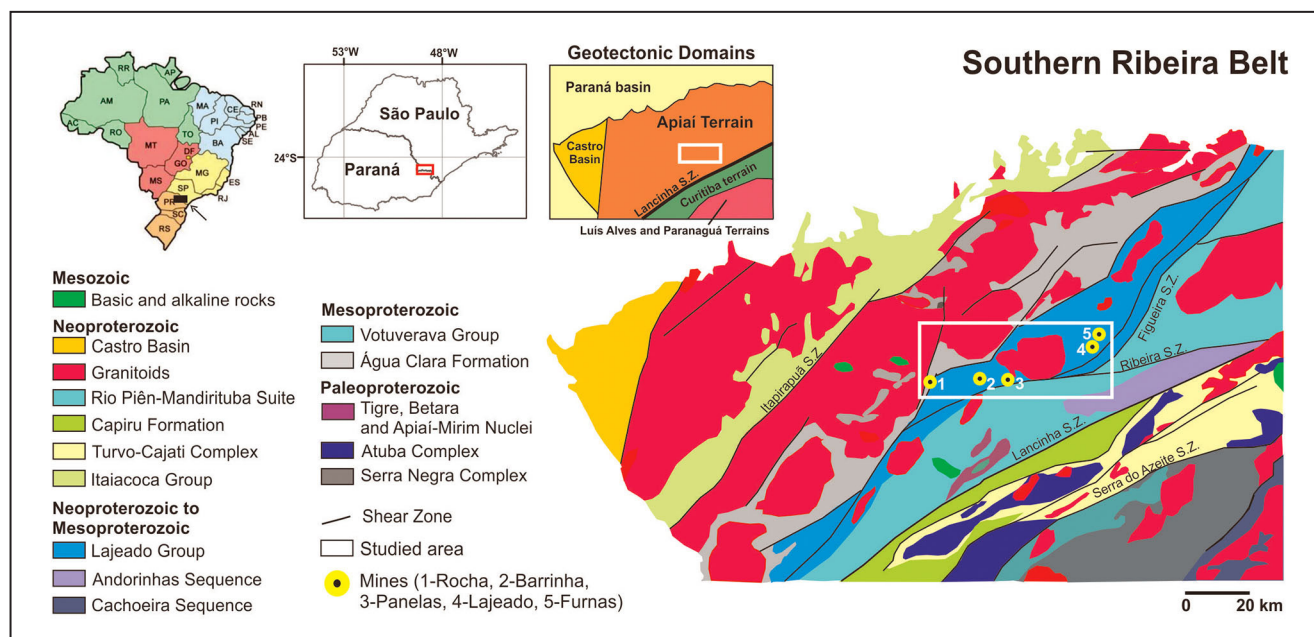 Southern Ribeira Belt
RR
AP
AM
PA
MA
CE
RN
PB
PE
AL
SE
PI
AC
RO
TO
BA
MT
DF
GO
MG
MS
ES
SP
RJ
PR
SC
RS
53°W
48°W
24°S
São Paulo
Paraná
Geotectonic Domains
Paraná basin
Apiaí Terrain
Castro
Basin
Lancinha S.Z.
Curitiba terrain
Luís Alves and Paranaguá Terrains
Mesozoic
Basic and alkaline rocks
Neoproterozoic
Castro Basin
Granitoids
Rio Piên-Mandirituba Suite
Capiru Formation
Turvo-Cajati Complex
Itaiacoca Group
Neoproterozoic to
Mesoproterozoic
Lajeado Group
Andorinhas Sequence
Cachoeira Sequence
Mesoproterozoic
Votuverava Group
Água Clara Formation
Paleoproterozoic
Tigre, Betara
and Apiaí-Mirim Nuclei
Atuba Complex
Serra Negra Complex
Shear Zone
Studied area
Mines (1-Rocha, 2-Barrinha,
3-Panelas, 4-Lajeado, 5-Furnas)
Itapirapuã S.Z.
Figueira S.Z.
Ribeira S.Z.
Lancinha S.Z.
Serra do Azeite S.Z.
5
4
1
2
3
0
20 km